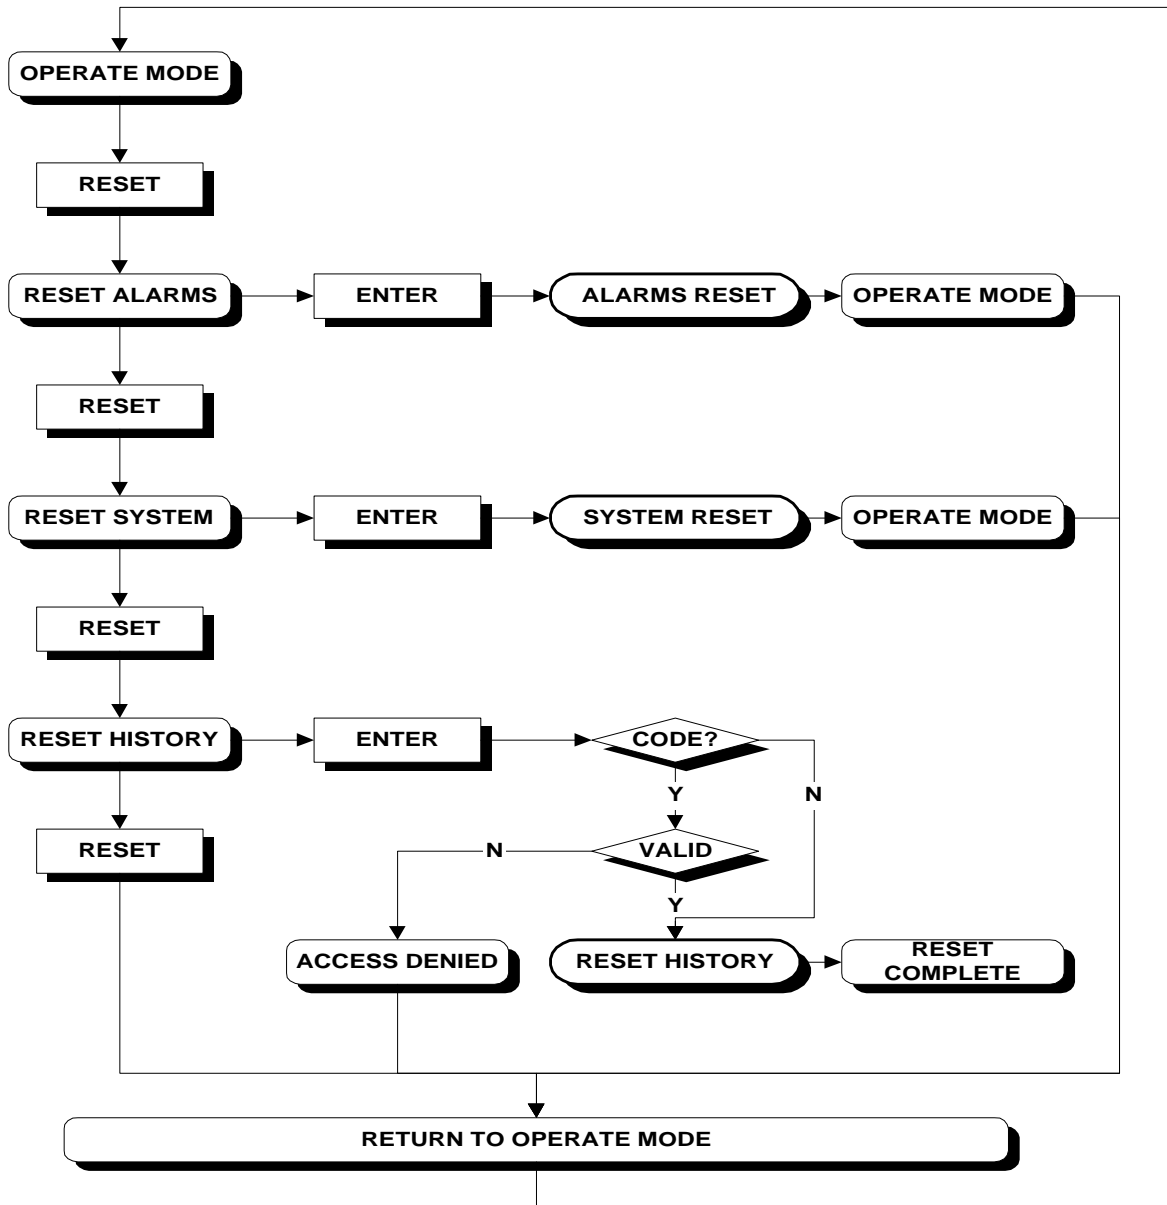 OPERATE MODE
RESET
RESET ALARMS
ENTER
ALARMS RESET
OPERATE MODE
RESET
RESET SYSTEM
ENTER
SYSTEM RESET
OPERATE MODE
RESET
RESET HISTORY
ENTER
CODE?
Y
N
RESET
N
VALID
Y
ACCESS DENIED
RESET HISTORY
RESET
COMPLETE
RETURN TO OPERATE MODE